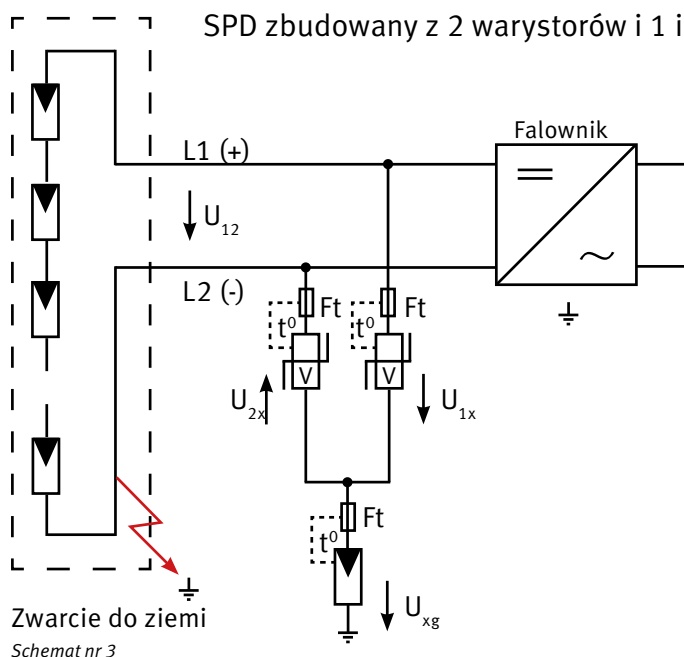 SPD zbudowany z 2 warystorów i 1 i
Falownik
L1 (+)
U12
L2 (-)
Ft
Ft
t⁰
t⁰
V
V
U2x
U1x
Ft
t⁰
Uxg
Zwarcie do ziemi
Schemat nr 3